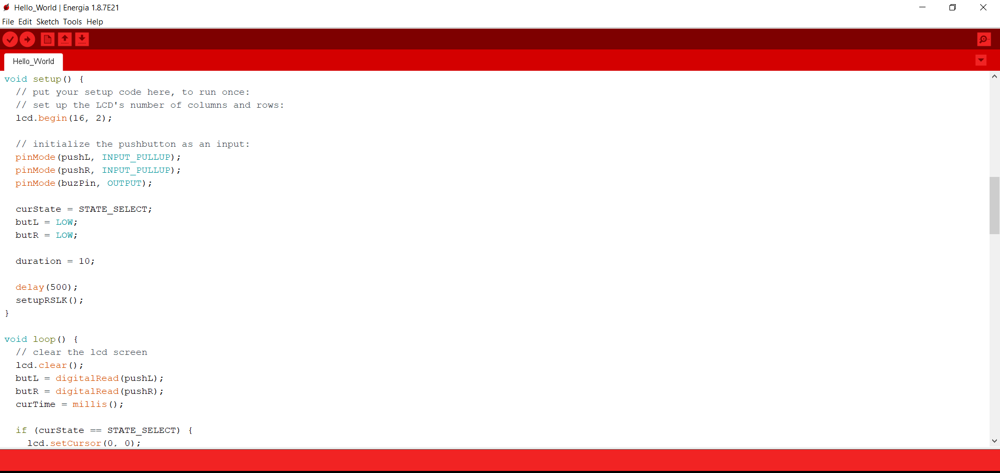 Hello_World | Energia 1.8.7E21
File Edit Sketch Tools Help
Hello_World
void setup() {
  // put your setup code here, to run once:
  // set up the LCD's number of columns and rows:
  lcd.begin(16, 2);

  // initialize the pushbutton as an input:
  pinMode(pushL, INPUT_PULLUP);
  pinMode(pushR, INPUT_PULLUP);
  pinMode(buzPin, OUTPUT);

  curState = STATE_SELECT;
  butL = LOW;
  butR = LOW;

  duration = 10;

  delay(500);
  setupRSLK();
}

void loop() {
  // clear the lcd screen
  lcd.clear();
  butL = digitalRead(pushL);
  butR = digitalRead(pushR);
  curTime = millis();

  if (curState == STATE_SELECT) {
    lcd.setCursor(0, 0);